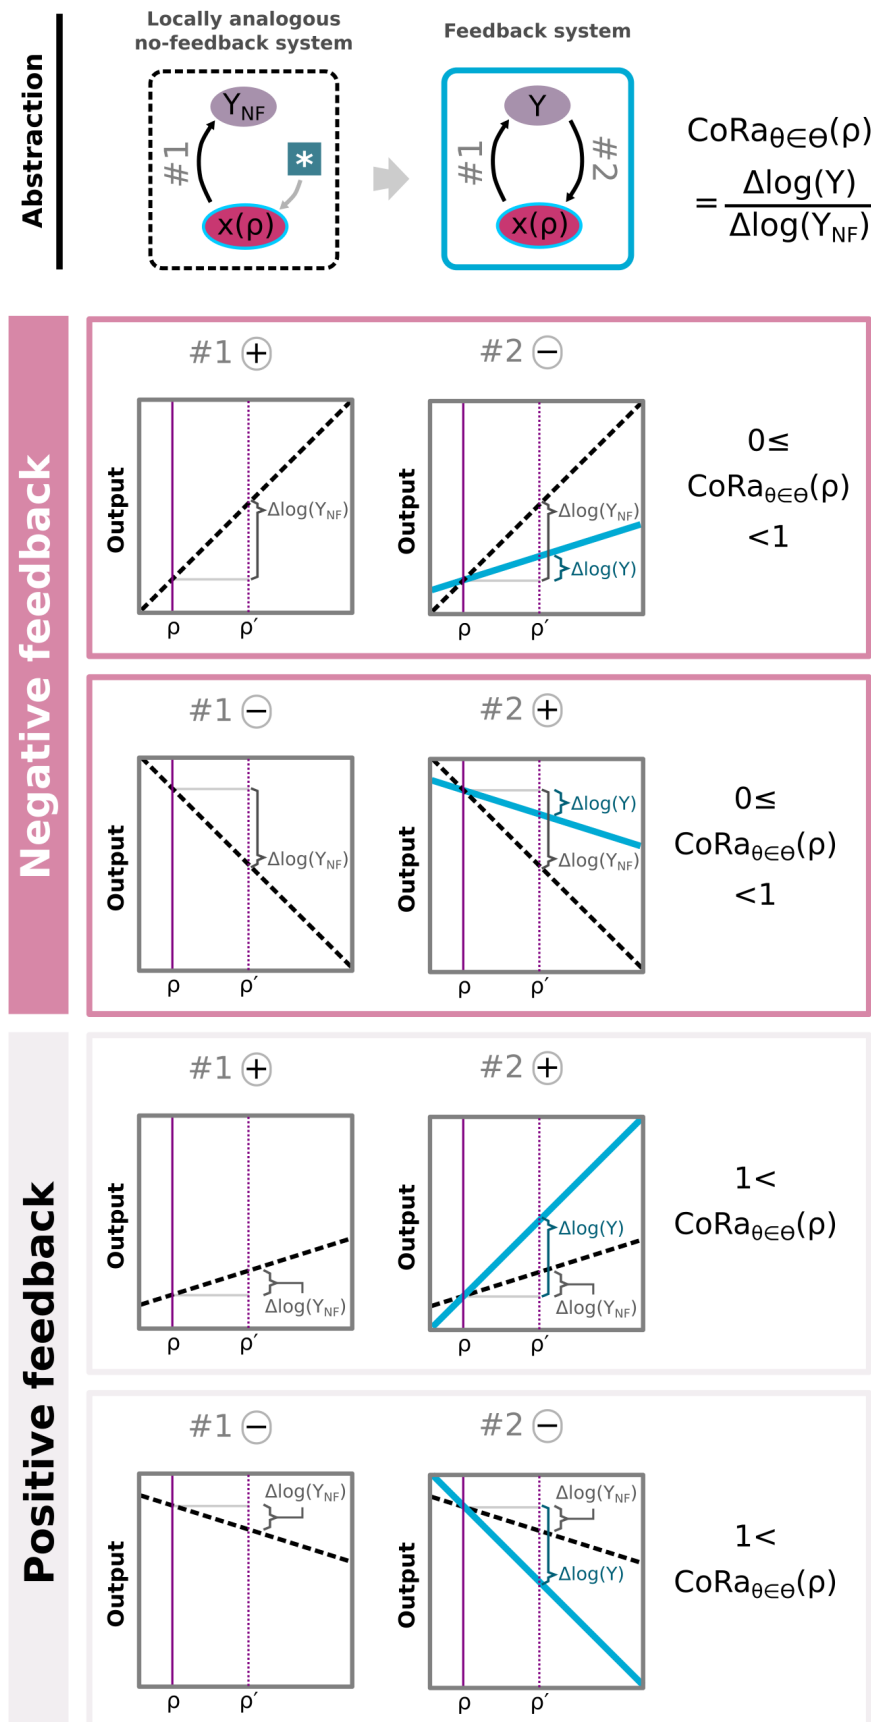 Abstraction
Locally analogous
no-feedback system
Y_NF
#1
*
x(ρ)
Feedback system
Y
#1
#2
x(ρ)
CoRa_θ∈Θ(ρ)
= Δlog(Y)
Δlog(Y_NF)
Negative feedback
#1 +
Output
Δlog(Y_NF)
ρ ρ′
#2 −
Output
Δlog(Y_NF)
Δlog(Y)
ρ ρ′
0≤
CoRa_θ∈Θ(ρ)
<1
#1 −
Output
Δlog(Y_NF)
ρ ρ′
#2 +
Output
Δlog(Y)
Δlog(Y_NF)
ρ ρ′
0≤
CoRa_θ∈Θ(ρ)
<1
Positive feedback
#1 +
Output
Δlog(Y_NF)
ρ ρ′
#2 +
Output
Δlog(Y)
Δlog(Y_NF)
ρ ρ′
1<
CoRa_θ∈Θ(ρ)
#1 −
Output
Δlog(Y_NF)
ρ ρ′
#2 −
Output
Δlog(Y_NF)
Δlog(Y)
ρ ρ′
1<
CoRa_θ∈Θ(ρ)